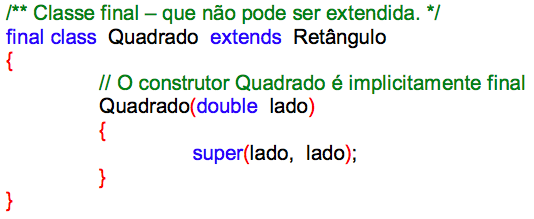 /** Classe final – que não pode ser extendida. */
final class Quadrado extends Retângulo
{
// O construtor Quadrado é implicitamente final
Quadrado(double lado)
{
super(lado, lado);
}
}